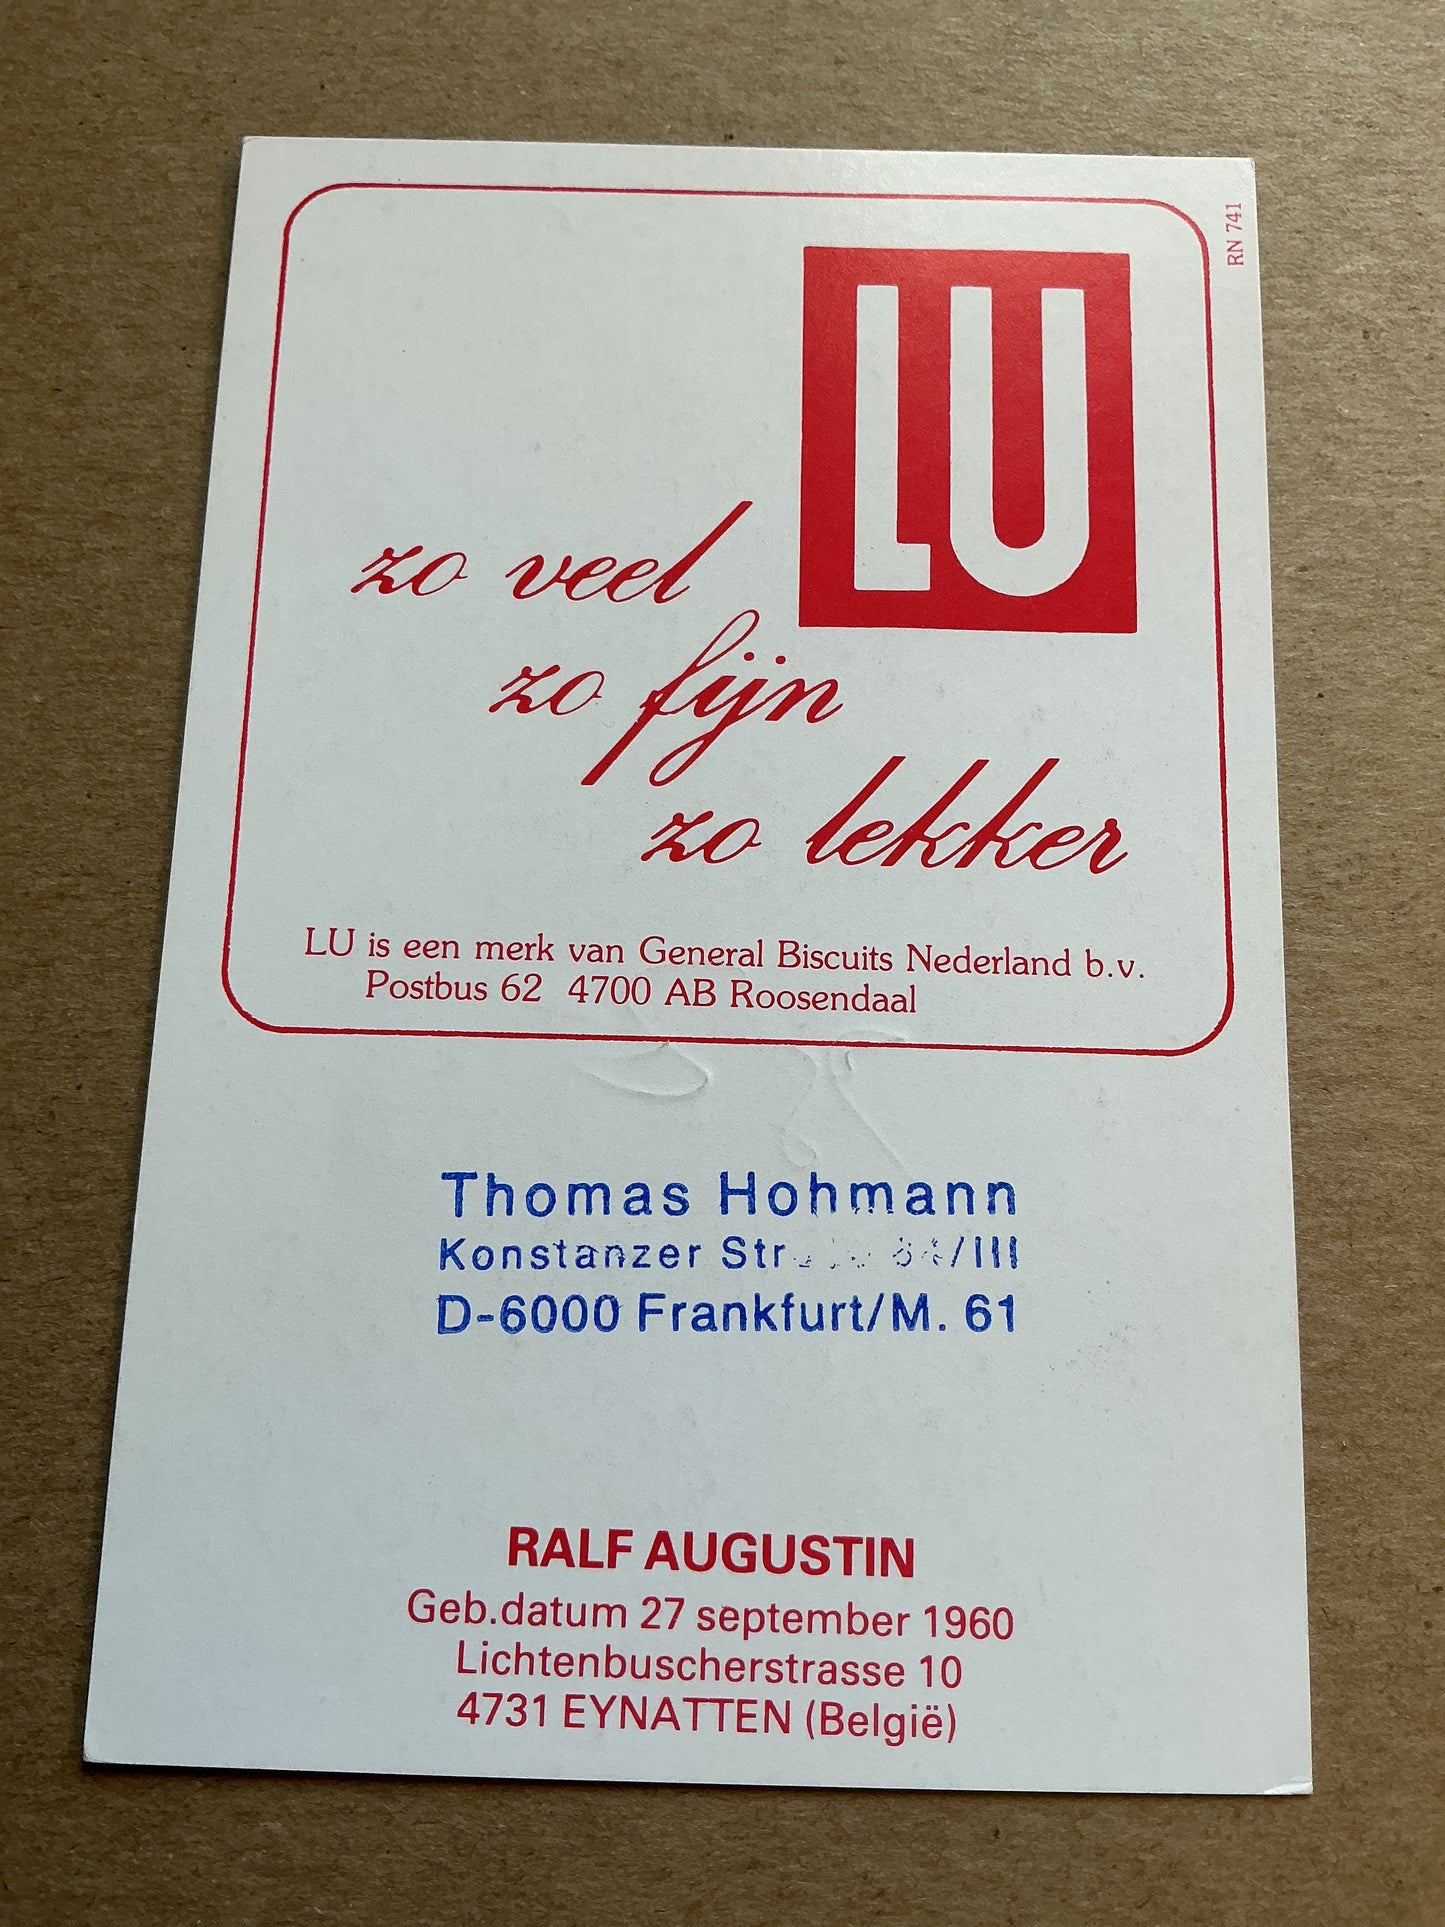 RN 741
LU
zo veel
zo fijn
zo lekker
LU is een merk van General Biscuits Nederland b.v.
Postbus 62 4700 AB Roosendaal
Thomas Hohmann
Konstanzer /III
D-6000 Frankfurt/M. 61
RALF AUGUSTIN
Geb.datum 27 september 1960
Lichtenbuscherstrasse 10
4731 EYNATTEN (België)